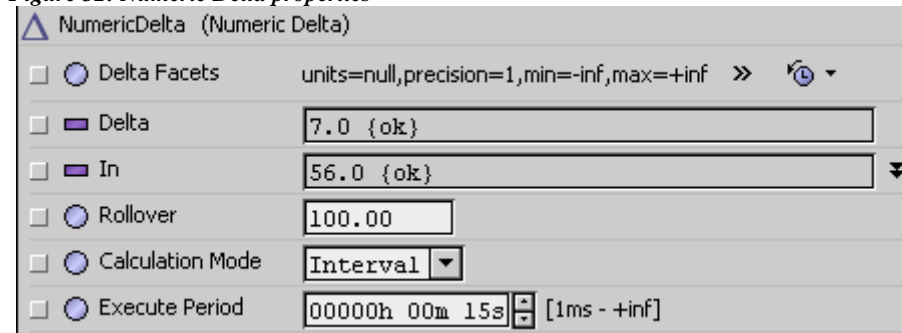 Figure 32. Numeric Delta properties
NumericDelta (Numeric Delta)
Delta Facets units=null,precision=1,min=-inf,max=+inf »
Delta 7.0 {ok}
In 56.0 {ok}
Rollover 100.00
Calculation Mode Interval
Execute Period 00000h 00m 15s [1ms - +inf]